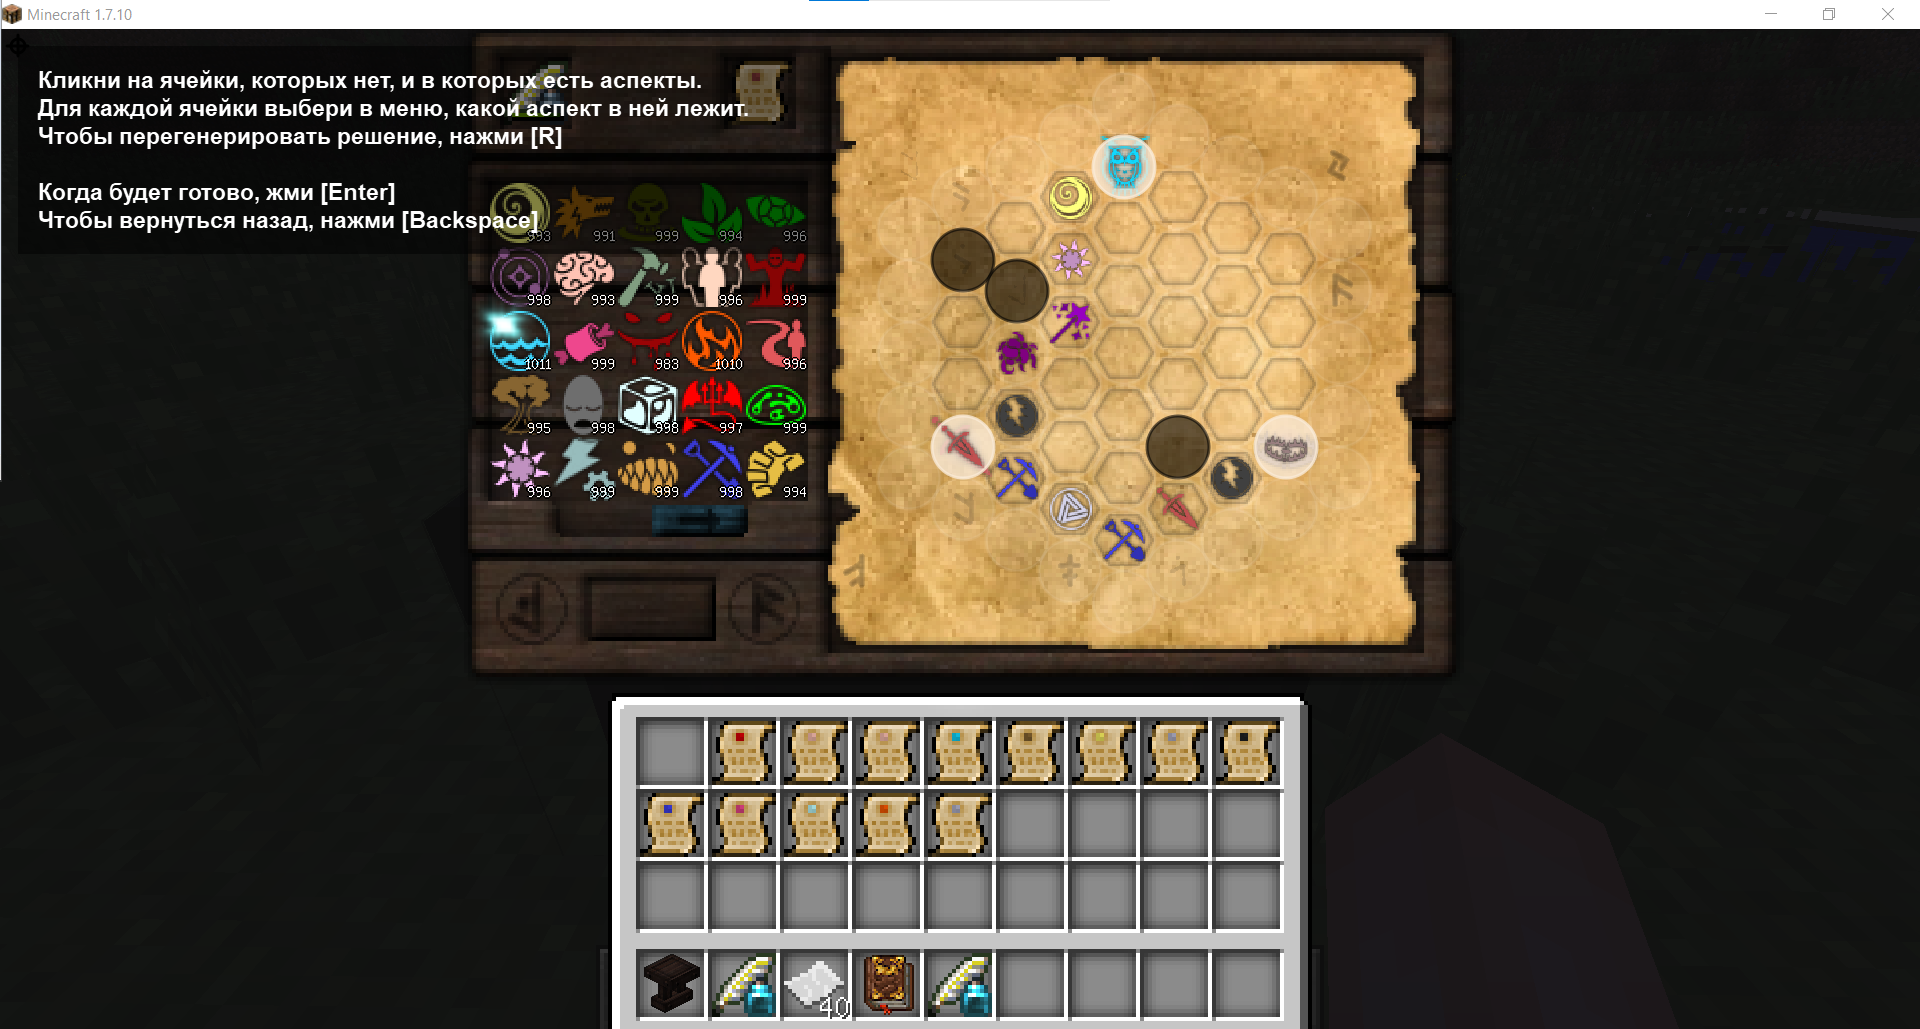 Minecraft 1.7.10
Кликни на ячейки, которых нет, и в которых есть аспекты.
Для каждой ячейки выбери в меню, какой аспект в ней лежит.
Чтобы перегенерировать решение, нажми [R]
Когда будет готово, жми [Enter]
Чтобы вернуться назад, нажми [Backspace]
993 991 999 994 996
998 993 999 996 999
1011 999 983 1010 996
995 998 998 997 999
996 999 999 998 994
40